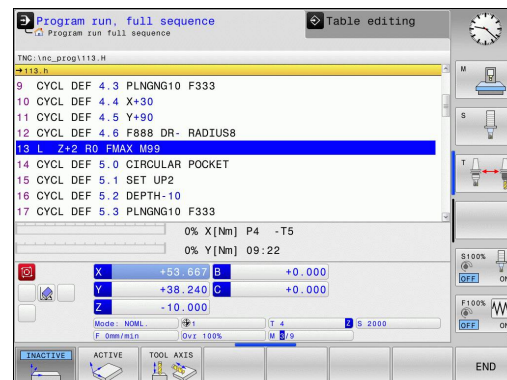 Program run, full sequence
Program run full sequence
Table editing
TNC:\nc_prog\113.H
→113.h
9 CYCL DEF 4.3 PLNGNG10 F333
10 CYCL DEF 4.4 X+30
11 CYCL DEF 4.5 Y+90
12 CYCL DEF 4.6 F888 DR- RADIUS8
13 L Z+2 R0 FMAX M99
14 CYCL DEF 5.0 CIRCULAR POCKET
15 CYCL DEF 5.1 SET UP2
16 CYCL DEF 5.2 DEPTH-10
17 CYCL DEF 5.3 PLNGNG10 F333
0% X[Nm] P4 -T5
0% Y[Nm] 09:22
X +53.667 B +0.000
Y +38.240 C +0.000
Z -10.000
Mode: NOML. 1 T 4 Z S 2000
F 0mm/min Ovr 100% M 3/9
M
S
T
S100%
OFF ON
F100%
OFF ON
INACTIVE ACTIVE TOOL AXIS END